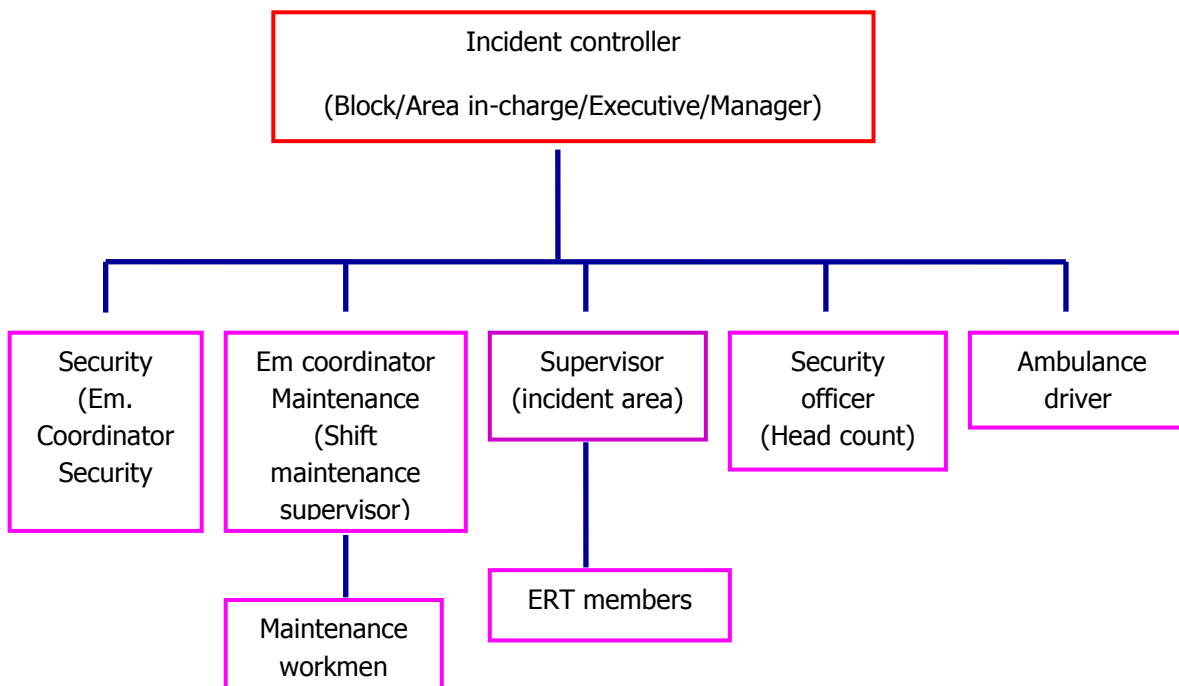 Incident controller
(Block/Area in-charge/Executive/Manager)
Security
(Em.
Coordinator
Security
Em coordinator
Maintenance
(Shift
maintenance
supervisor)
Supervisor
(incident area)
Security
officer
(Head count)
Ambulance
driver
Maintenance
workmen
ERT members